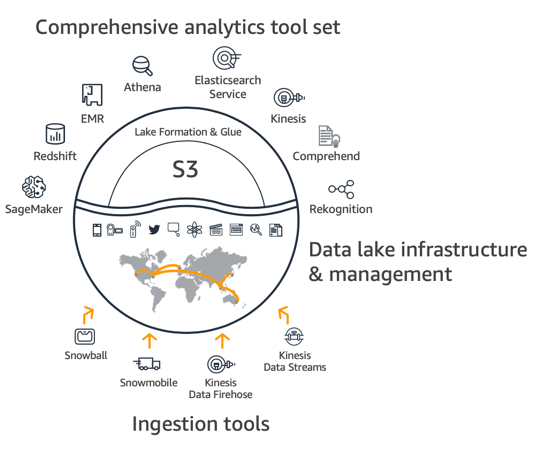 Comprehensive analytics tool set
Elasticsearch
Service
Athena
EMR
Kinesis
Lake Formation & Glue
Redshift
Comprehend
S3
SageMaker
Rekognition
Data lake infrastructure
& management
Snowball
Snowmobile
Kinesis
Data Firehose
Kinesis
Data Streams
Ingestion tools